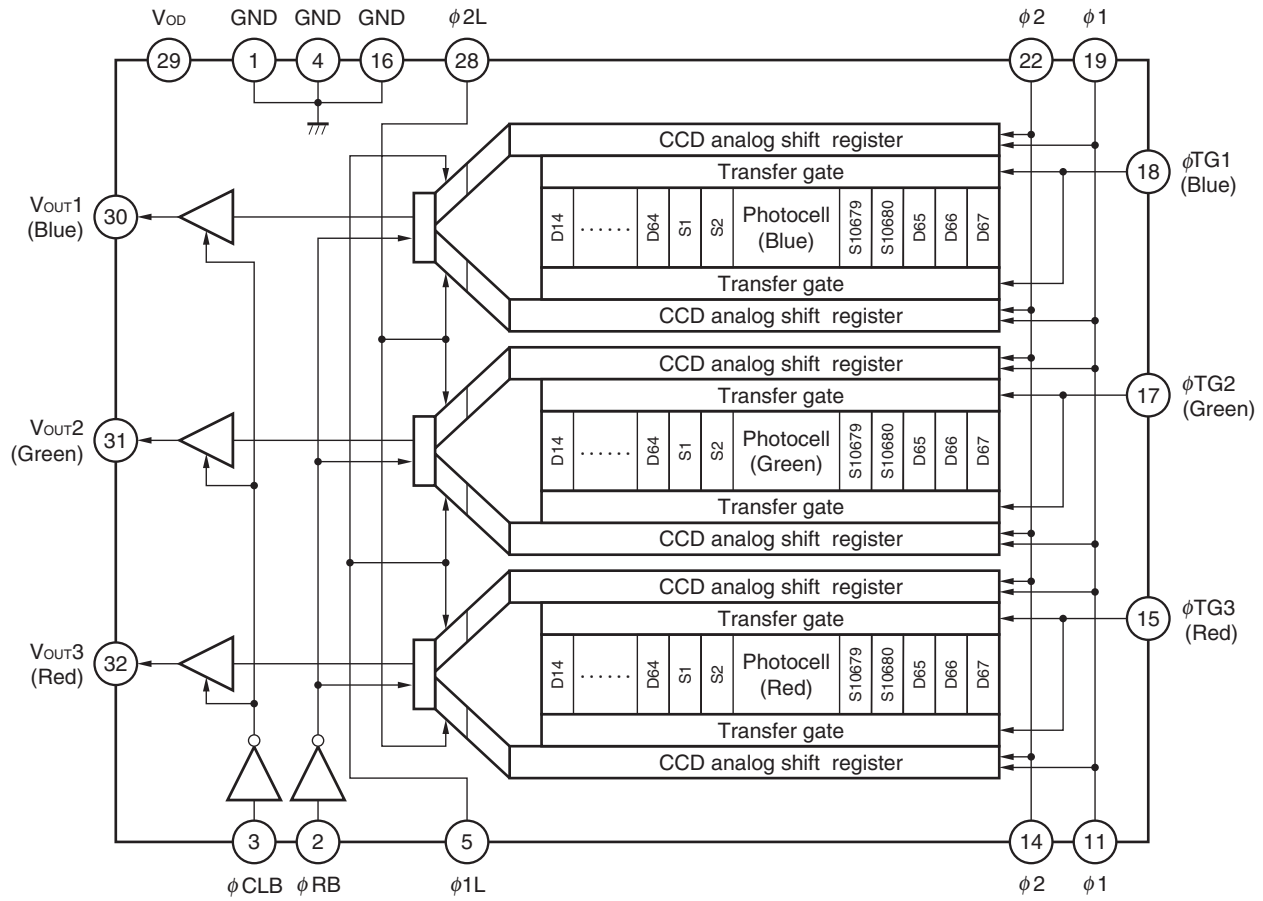 VOD GND GND GND ϕ2L ϕ2 ϕ1
29 1 4 16 28 22 19
CCD analog shift register
Transfer gate
18 ϕTG1
(Blue)
VOUT1
(Blue)
30
D14 ...... D64 S1 S2 Photocell
(Blue) S10679 S10680 D65 D66 D67
Transfer gate
CCD analog shift register
CCD analog shift register
Transfer gate
17 ϕTG2
(Green)
VOUT2
(Green)
31
D14 ...... D64 S1 S2 Photocell
(Green) S10679 S10680 D65 D66 D67
Transfer gate
CCD analog shift register
CCD analog shift register
Transfer gate
15 ϕTG3
(Red)
VOUT3
(Red)
32
D14 ...... D64 S1 S2 Photocell
(Red) S10679 S10680 D65 D66 D67
Transfer gate
CCD analog shift register
3 2 5 14 11
ϕCLB ϕRB ϕ1L ϕ2 ϕ1